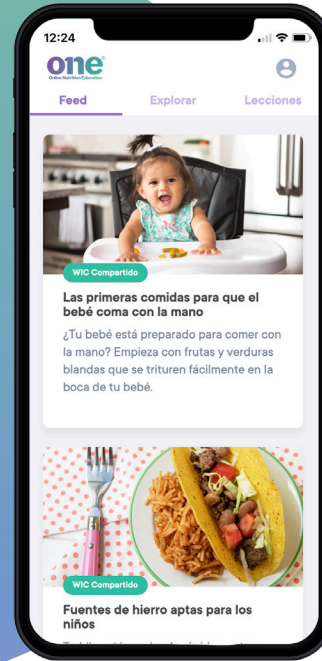 12:24
one
Online Nutrition Education
Feed Explorar Lecciones
WIC Compartido
Las primeras comidas para que el
bebé coma con la mano
¿Tu bebé está preparado para comer con
la mano? Empieza con frutas y verduras
blandas que se trituren fácilmente en la
boca de tu bebé.
WIC Compartido
Fuentes de hierro aptas para los
niños